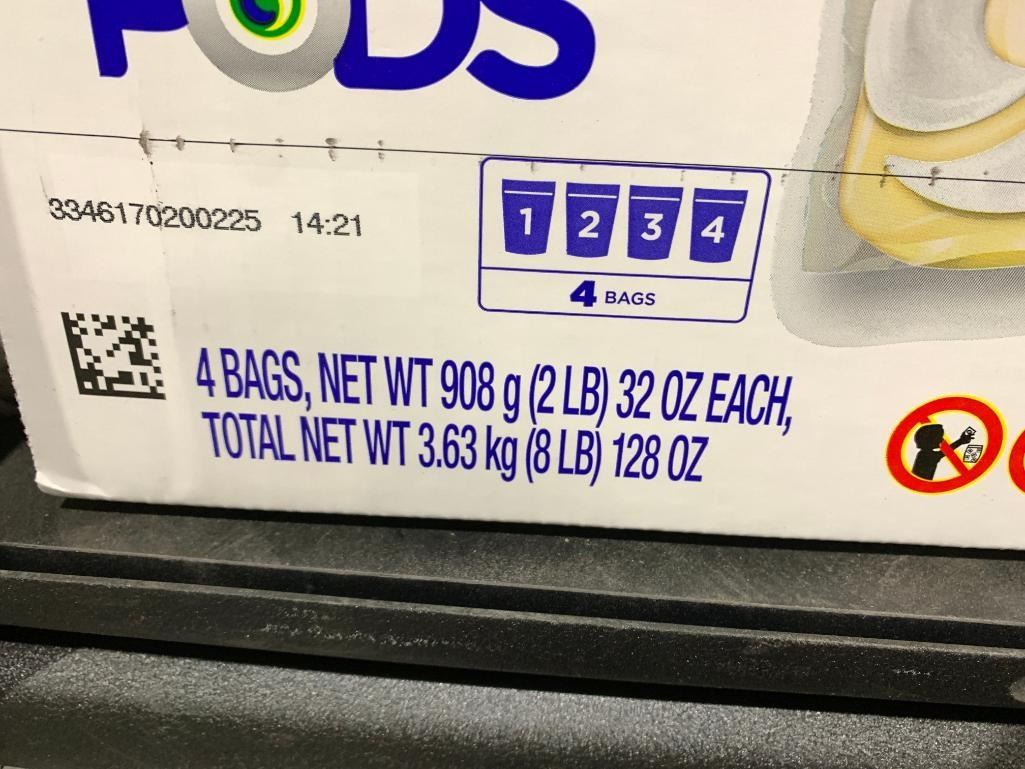 PODS
3346170200225 14:21
1 2 3 4
4 BAGS
4 BAGS, NET WT 908 g (2 LB) 32 OZ EACH,
TOTAL NET WT 3.63 kg (8 LB) 128 OZ